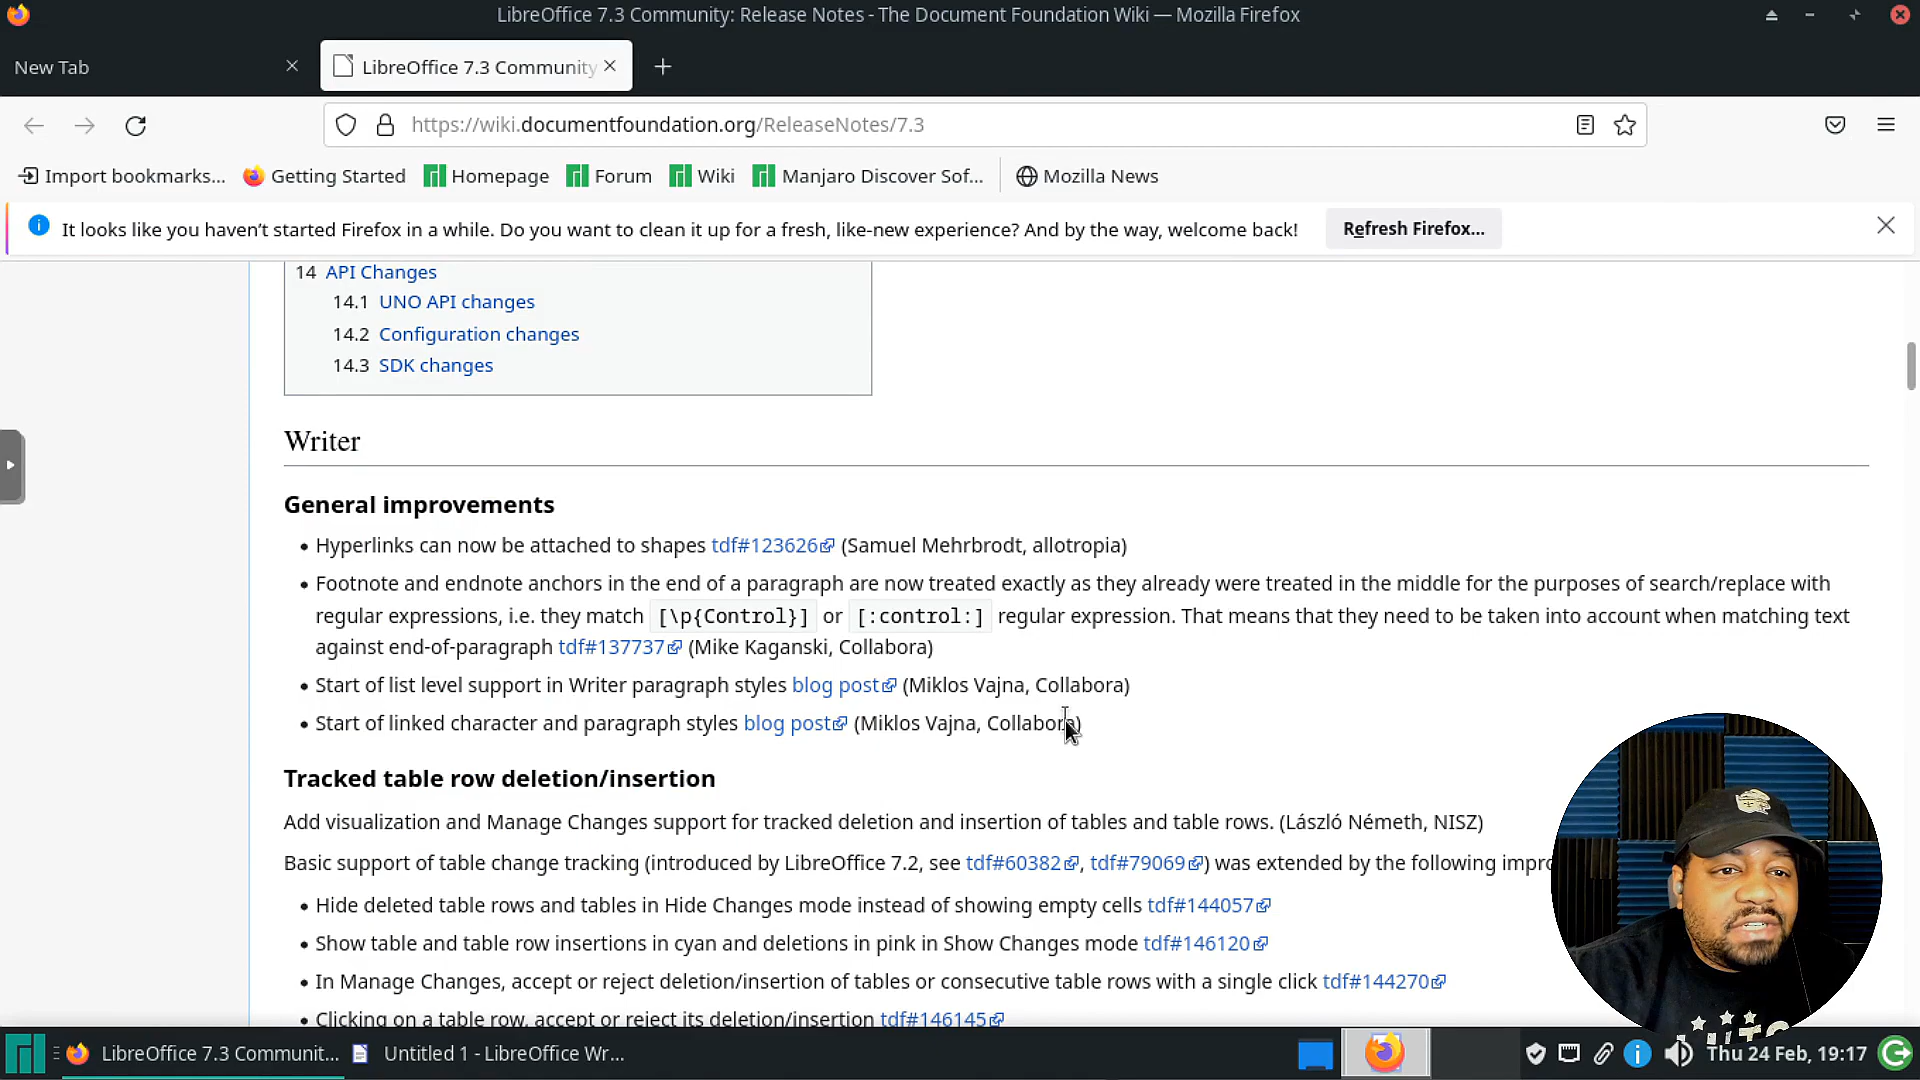 LibreOffice 7.3 Community: Release Notes - The Document Foundation Wiki — Mozilla Firefox
New Tab
LibreOffice 7.3 Community
https://wiki.documentfoundation.org/ReleaseNotes/7.3
Import bookmarks... Getting Started Homepage Forum Wiki Manjaro Discover Sof... Mozilla News
It looks like you haven't started Firefox in a while. Do you want to clean it up for a fresh, like-new experience? And by the way, welcome back! Refresh Firefox...
14 API Changes
14.1 UNO API changes
14.2 Configuration changes
14.3 SDK changes
Writer
General improvements
• Hyperlinks can now be attached to shapes tdf#123626 (Samuel Mehrbrodt, allotropia)
• Footnote and endnote anchors in the end of a paragraph are now treated exactly as they already were treated in the middle for the purposes of search/replace with
regular expressions, i.e. they match [\p{Control}] or [:control:] regular expression. That means that they need to be taken into account when matching text
against end-of-paragraph tdf#137737 (Mike Kaganski, Collabora)
• Start of list level support in Writer paragraph styles blog post (Miklos Vajna, Collabora)
• Start of linked character and paragraph styles blog post (Miklos Vajna, Collabora)
Tracked table row deletion/insertion
Add visualization and Manage Changes support for tracked deletion and insertion of tables and table rows. (László Németh, NISZ)
Basic support of table change tracking (introduced by LibreOffice 7.2, see tdf#60382, tdf#79069) was extended by the following impro
• Hide deleted table rows and tables in Hide Changes mode instead of showing empty cells tdf#144057
• Show table and table row insertions in cyan and deletions in pink in Show Changes mode tdf#146120
• In Manage Changes, accept or reject deletion/insertion of tables or consecutive table rows with a single click tdf#144270
• Clicking on a table row, accept or reject its deletion/insertion tdf#146145
LibreOffice 7.3 Communit... Untitled 1 - LibreOffice Wr... Thu 24 Feb, 19:17